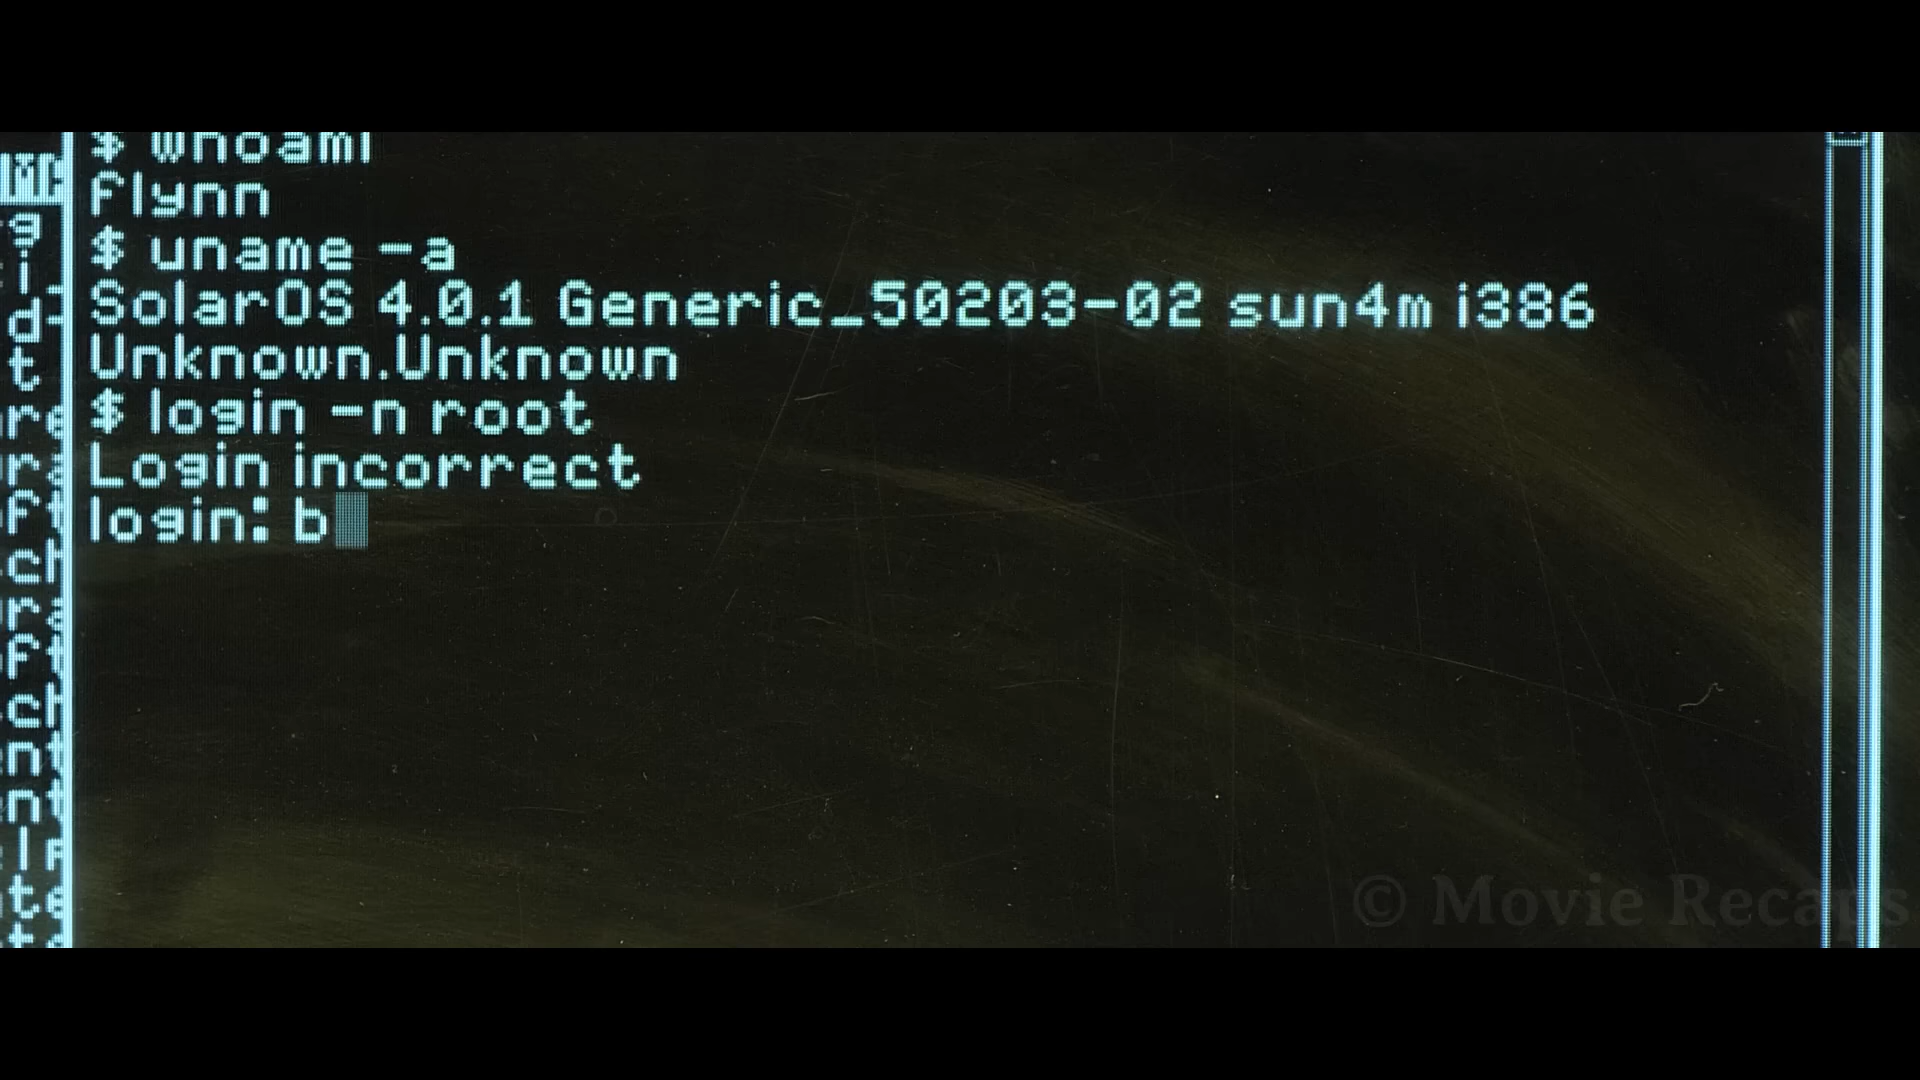 $ whoami
flynn
$ uname -a
SolarOS 4.0.1 Generic_50203-02 sun4m i386
Unknown.Unknown
$ login -n root
Login incorrect
login: b
© Movie Recaps